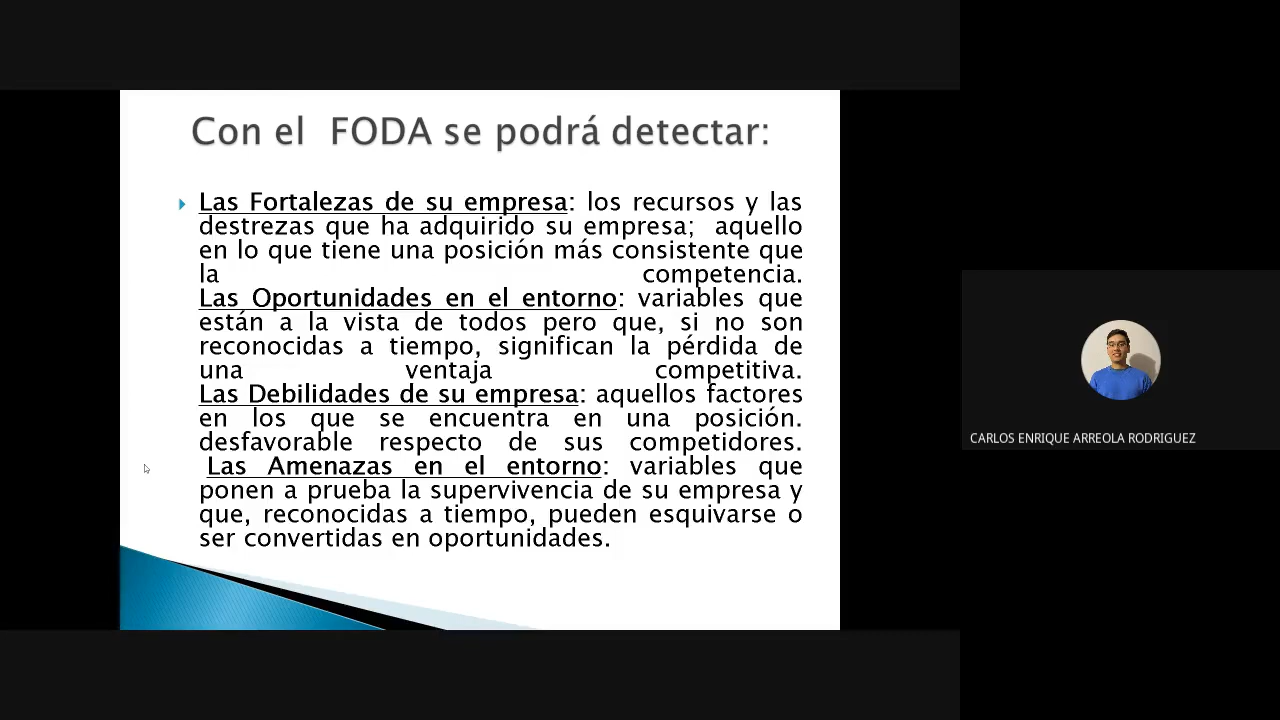 Con el FODA se podrá detectar:
Las Fortalezas de su empresa: los recursos y las
destrezas que ha adquirido su empresa; aquello
en lo que tiene una posición más consistente que
la competencia.
Las Oportunidades en el entorno: variables que
están a la vista de todos pero que, si no son
reconocidas a tiempo, significan la pérdida de
una ventaja competitiva.
Las Debilidades de su empresa: aquellos factores
en los que se encuentra en una posición.
desfavorable respecto de sus competidores.
Las Amenazas en el entorno: variables que
ponen a prueba la supervivencia de su empresa y
que, reconocidas a tiempo, pueden esquivarse o
ser convertidas en oportunidades.
CARLOS ENRIQUE ARREOLA RODRIGUEZ